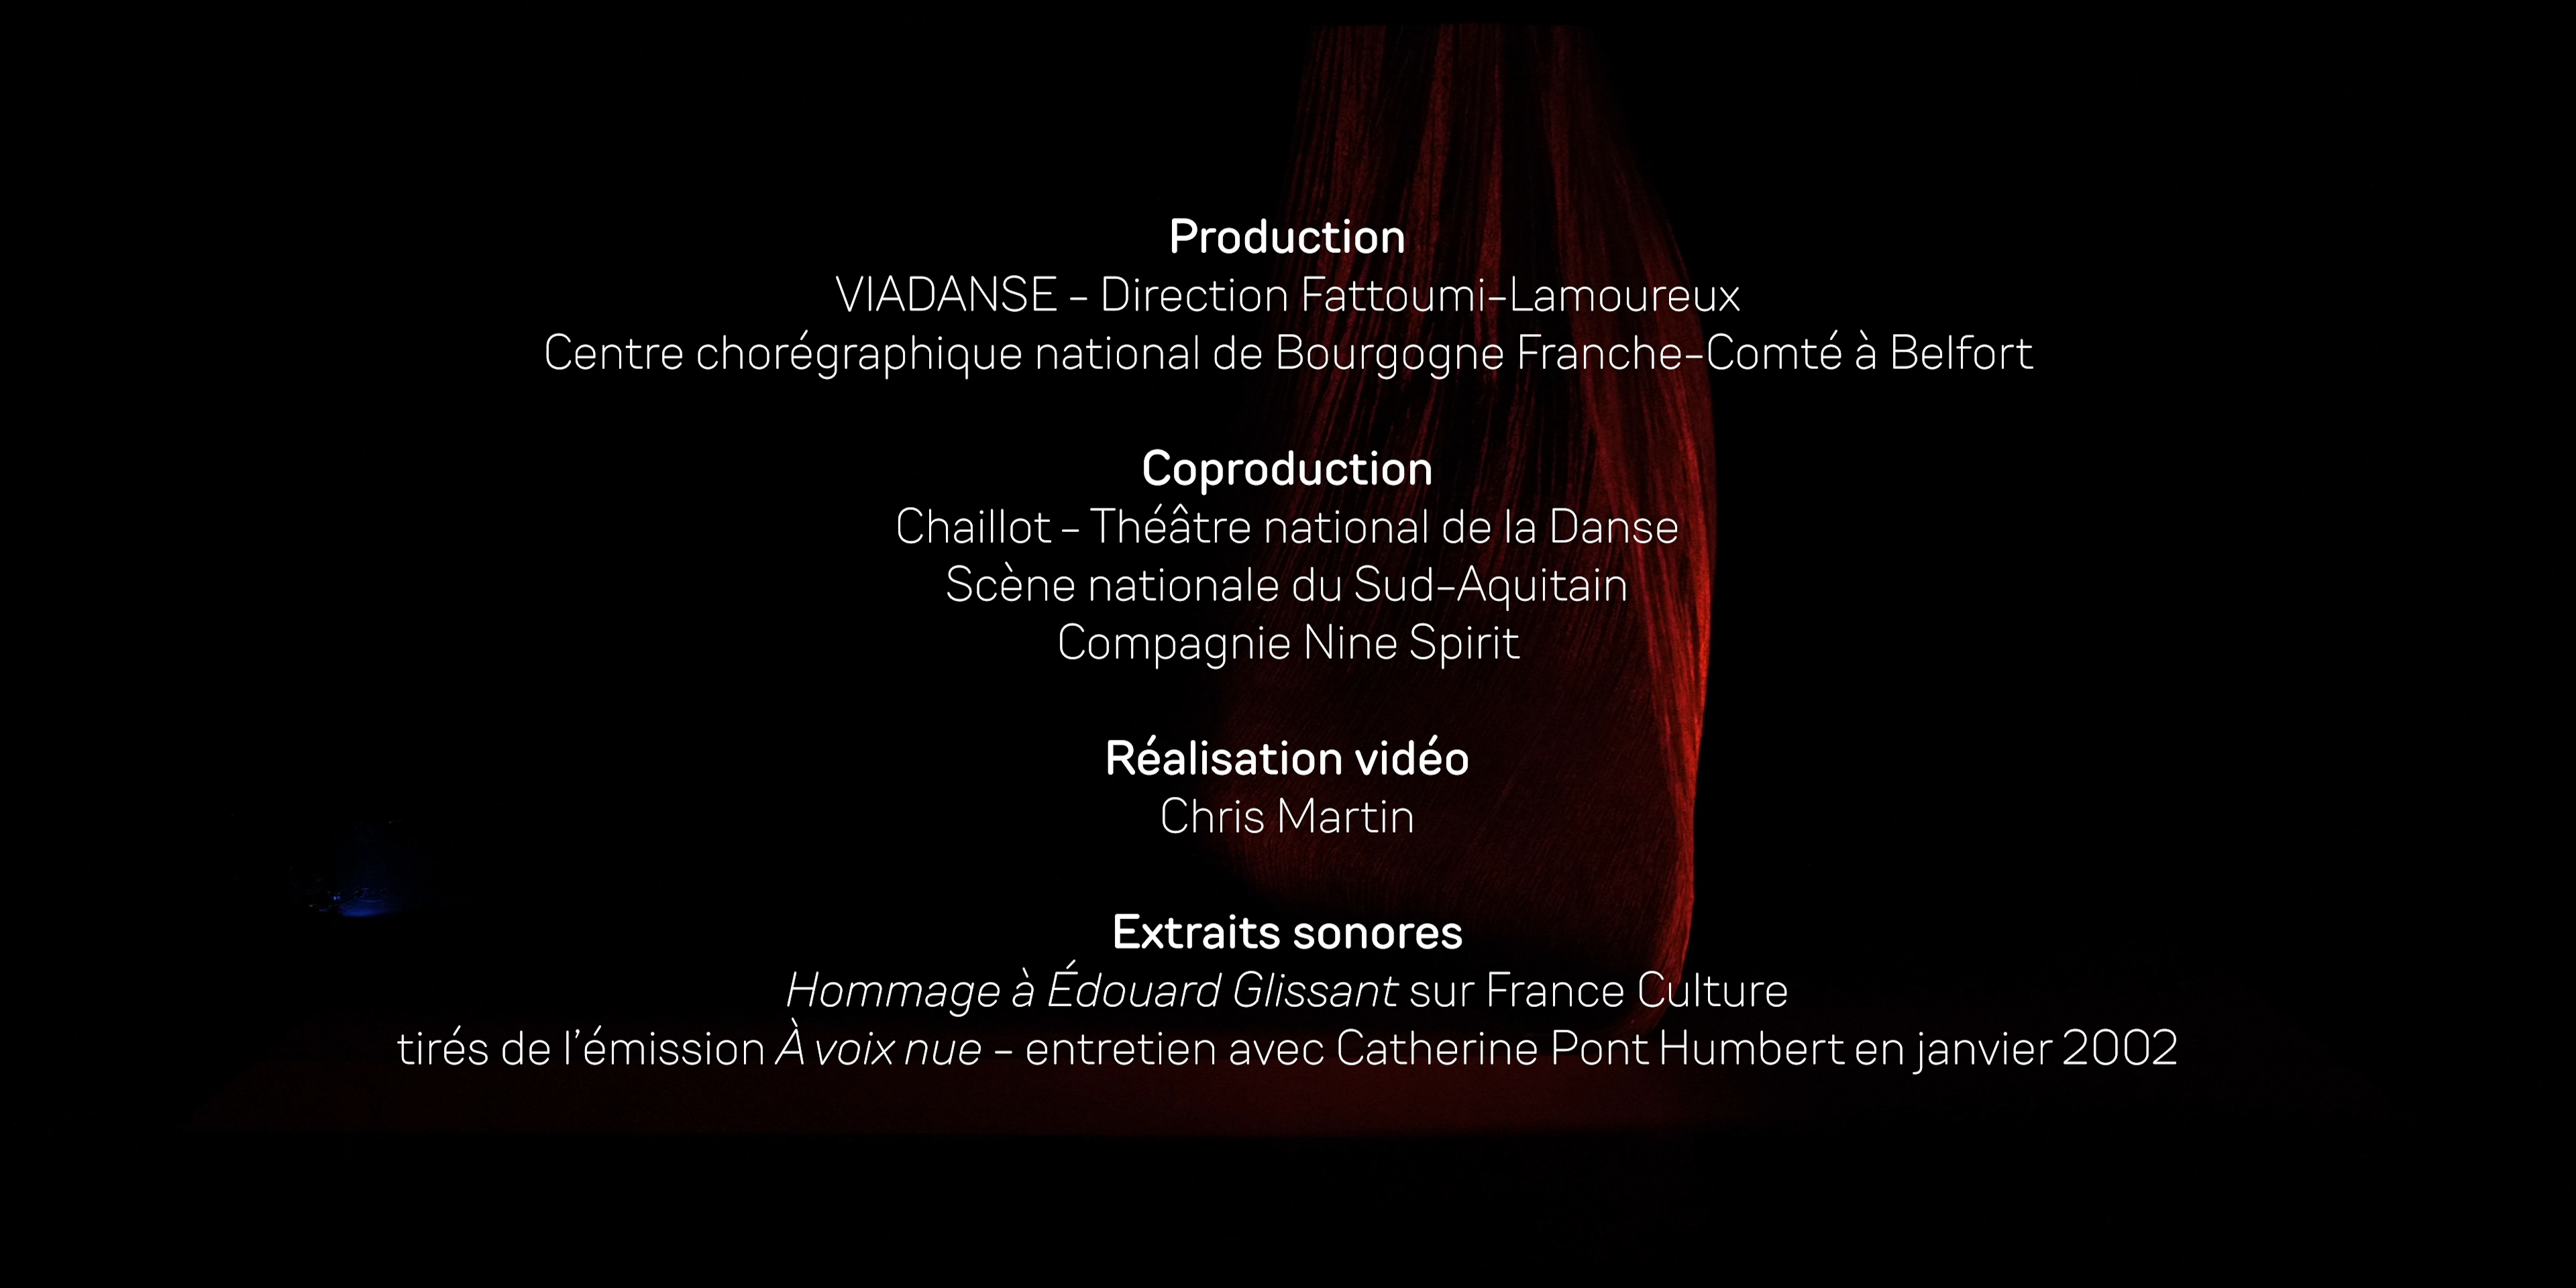 Production
VIADANSE – Direction Fattoumi-Lamoureux
Centre chorégraphique national de Bourgogne Franche-Comté à Belfort
Coproduction
Chaillot – Théâtre national de la Danse
Scène nationale du Sud-Aquitain
Compagnie Nine Spirit
Réalisation vidéo
Chris Martin
Extraits sonores
Hommage à Édouard Glissant sur France Culture
tirés de l’émission À voix nue – entretien avec Catherine Pont Humbert en janvier 2002